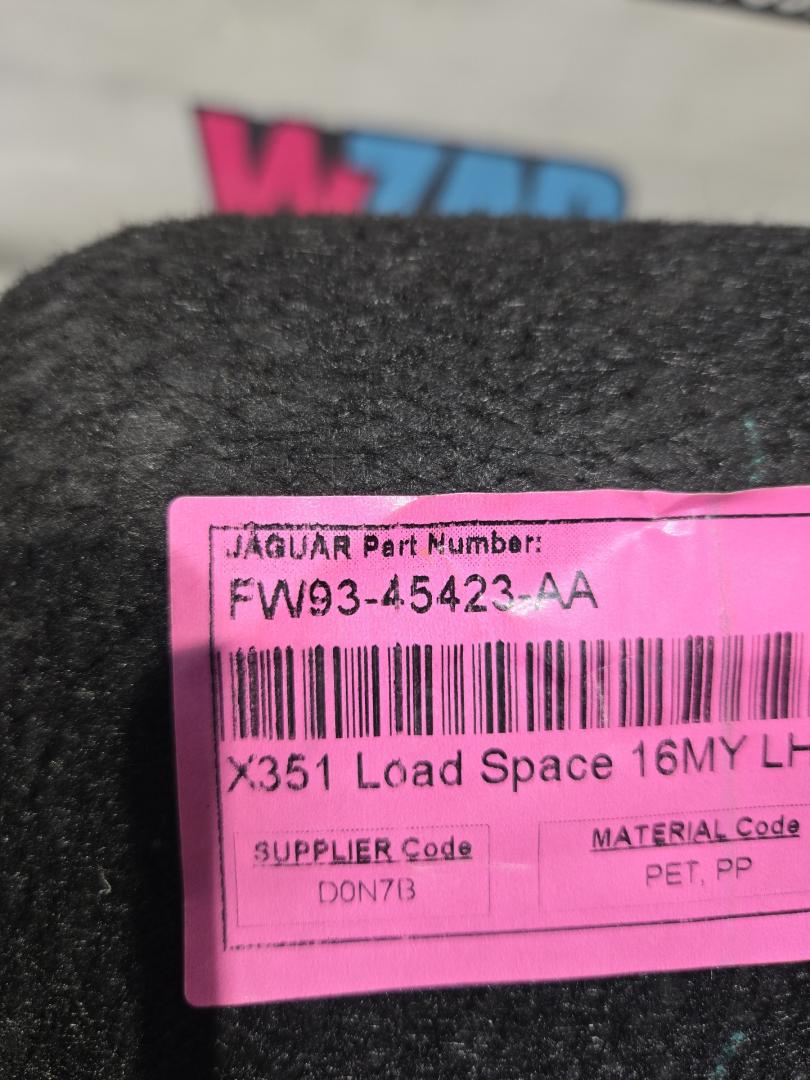 JAGUAR Part Number:
FW93-45423-AA
X351 Load Space 16MY LH
SUPPLIER Code
D0N7B
MATERIAL Code
PET, PP